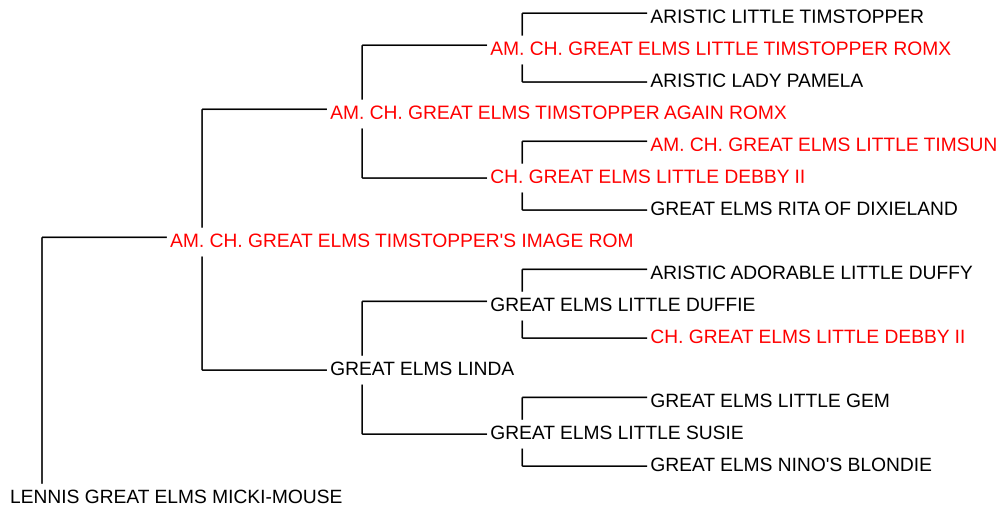 ARISTIC LITTLE TIMSTOPPER
AM. CH. GREAT ELMS LITTLE TIMSTOPPER ROMX
ARISTIC LADY PAMELA
AM. CH. GREAT ELMS TIMSTOPPER AGAIN ROMX
AM. CH. GREAT ELMS LITTLE TIMSUN
CH. GREAT ELMS LITTLE DEBBY II
GREAT ELMS RITA OF DIXIELAND
AM. CH. GREAT ELMS TIMSTOPPER'S IMAGE ROM
ARISTIC ADORABLE LITTLE DUFFY
GREAT ELMS LITTLE DUFFIE
CH. GREAT ELMS LITTLE DEBBY II
GREAT ELMS LINDA
GREAT ELMS LITTLE GEM
GREAT ELMS LITTLE SUSIE
GREAT ELMS NINO'S BLONDIE
LENNIS GREAT ELMS MICKI-MOUSE